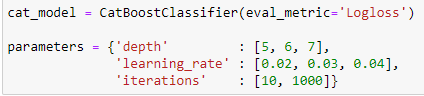 cat_model = CatBoostClassifier(eval_metric='Logloss')
parameters = {'depth'         : [5, 6, 7],
              'learning_rate' : [0.02, 0.03, 0.04],
              'iterations'    : [10, 1000]}